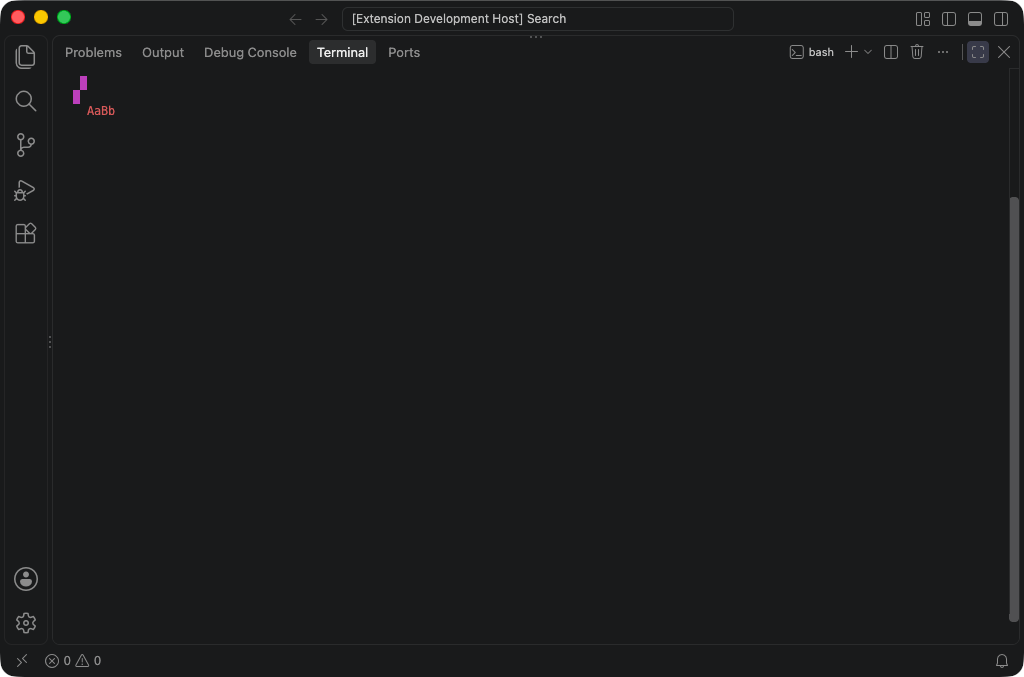 [Extension Development Host] Search
Problems Output Debug Console Terminal Ports bash
AaBb
0 0